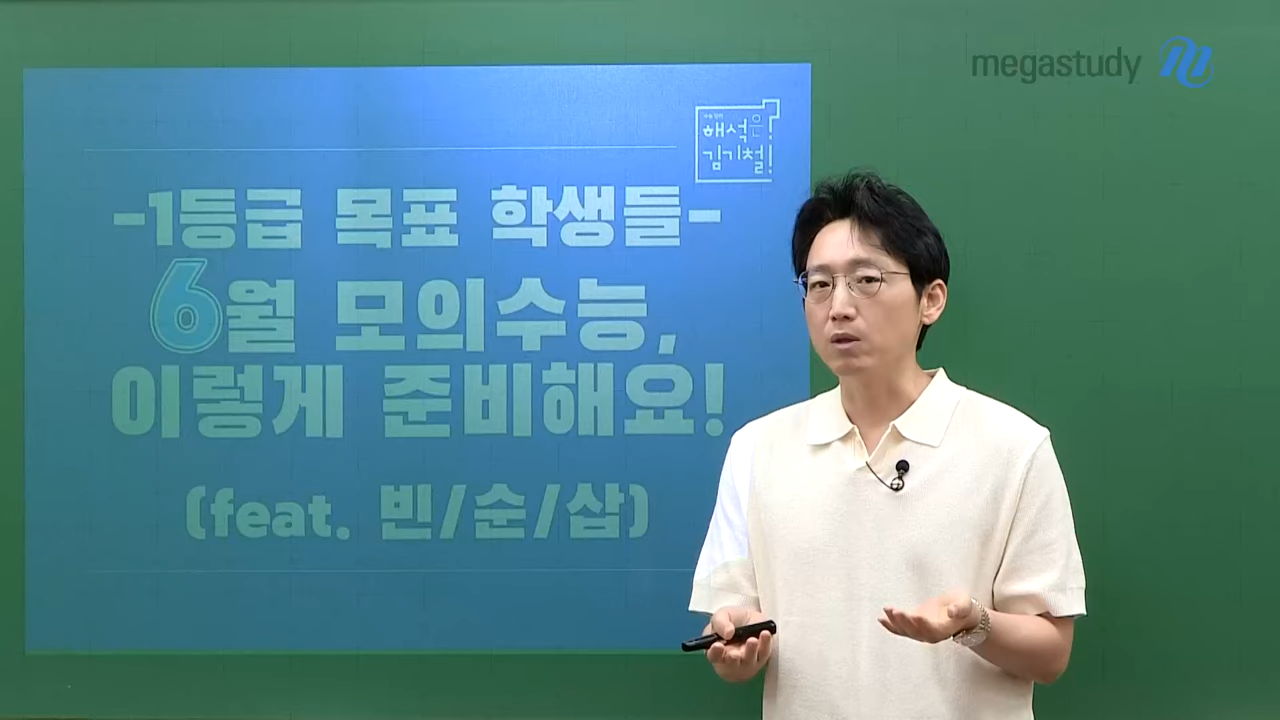 megastudy
해석은!
김기철!
-1등급 목표 학생들-
6월 모의수능,
이렇게 준비해요!
(feat. 빈/순/삽)